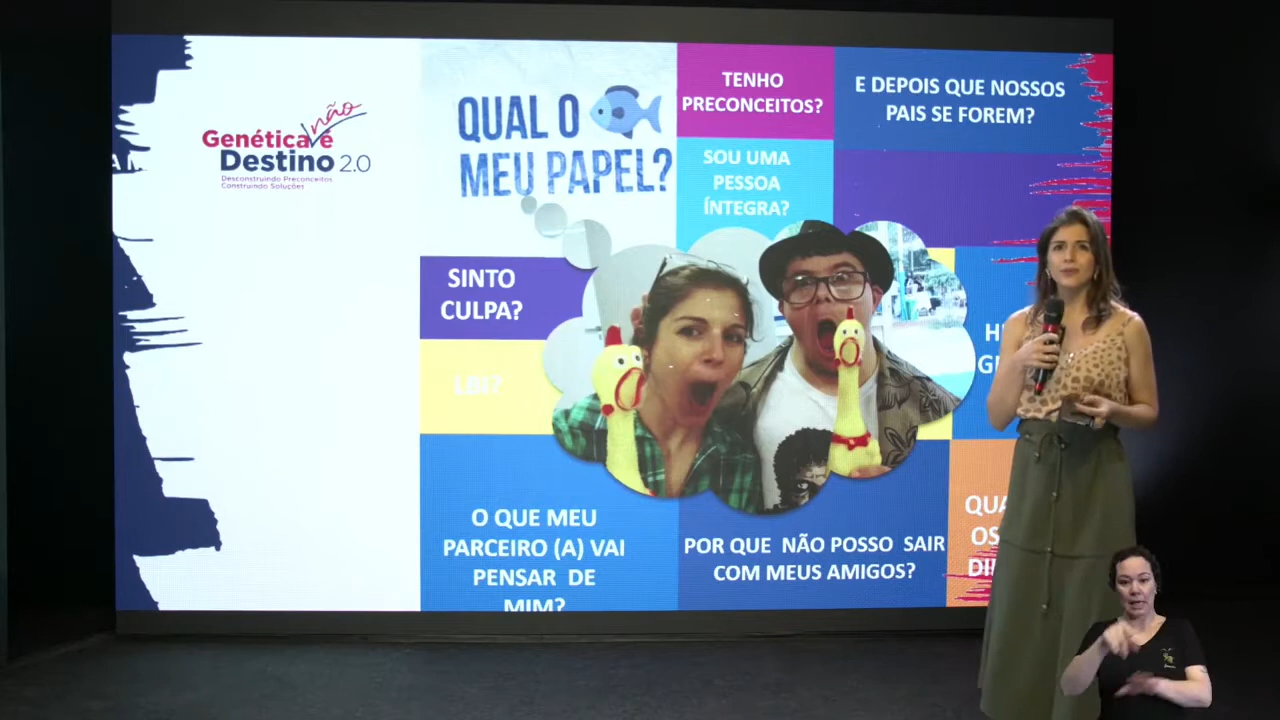 não
Genética é
Destino 2.0
Desconstruindo Preconceitos
Construindo Soluções
QUAL O
MEU PAPEL?
TENHO
PRECONCEITOS?
E DEPOIS QUE NOSSOS
PAIS SE FOREM?
SOU UMA
PESSOA
ÍNTEGRA?
SINTO
CULPA?
LBI?
O QUE MEU
PARCEIRO (A) VAI
PENSAR DE
MIM?
POR QUE NÃO POSSO SAIR
COM MEUS AMIGOS?
OS